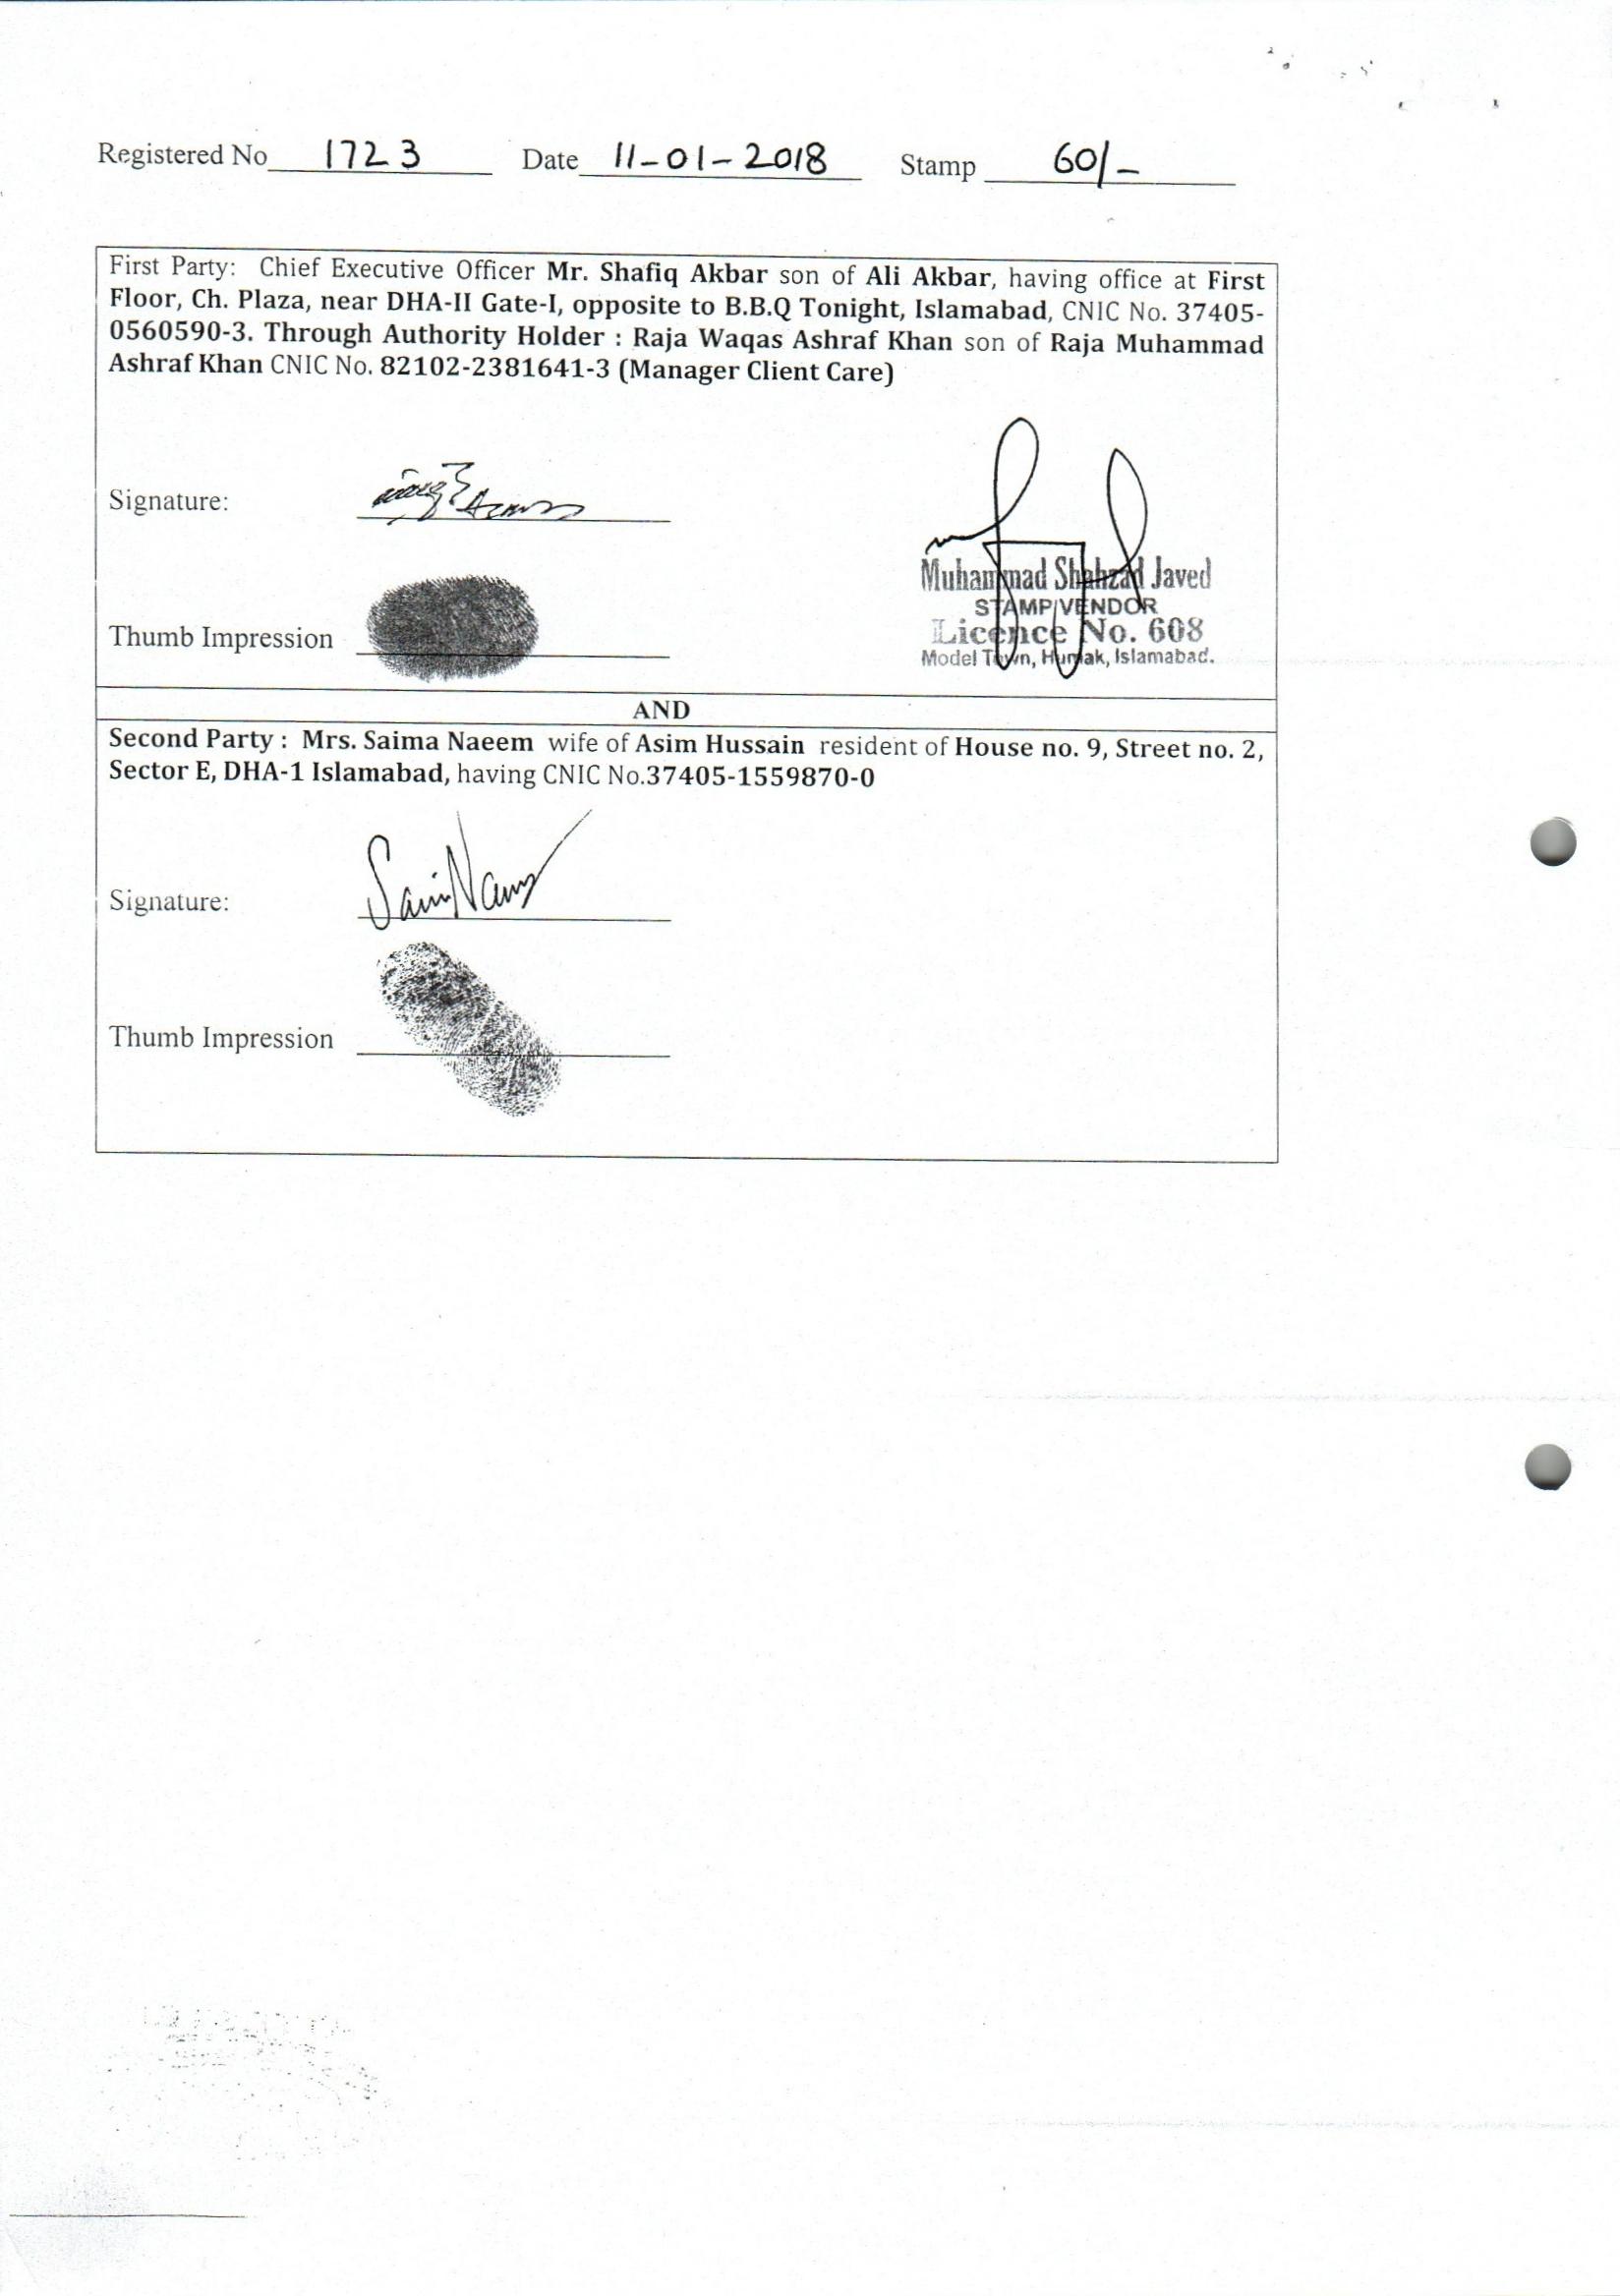 Registered No 1723 Date 11-01-2018 Stamp 60/-
First Party: Chief Executive Officer Mr. Shafiq Akbar son of Ali Akbar, having office at First
Floor, Ch. Plaza, near DHA-II Gate-I, opposite to B.B.Q Tonight, Islamabad, CNIC No. 37405-
0560590-3. Through Authority Holder : Raja Waqas Ashraf Khan son of Raja Muhammad
Ashraf Khan CNIC No. 82102-2381641-3 (Manager Client Care)
Signature:
Muhammad Shahzad Javed
STAMP VENDOR
Licence No. 608
Model Town, Humak, Islamabad.
Thumb Impression
AND
Second Party : Mrs. Saima Naeem wife of Asim Hussain resident of House no. 9, Street no. 2,
Sector E, DHA-1 Islamabad, having CNIC No.37405-1559870-0
Signature:
Thumb Impression